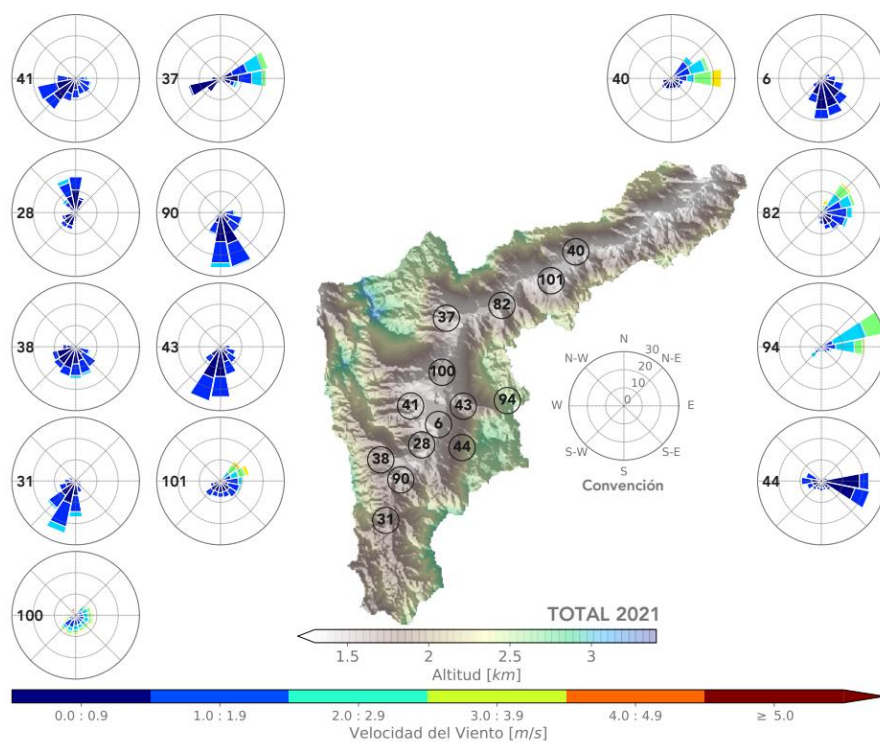 41
37
40
6
28
90
82
38
43
94
31
101
44
100
40
101
82
37
100
41
43
94
6
28
44
38
90
31
N
N-W
N-E
30
20
10
0
W
E
S-W
S-E
S
Convención
TOTAL 2021
1.5 2 2.5 3
Altitud [km]
0.0 : 0.9 1.0 : 1.9 2.0 : 2.9 3.0 : 3.9 4.0 : 4.9 ≥ 5.0
Velocidad del Viento [m/s]